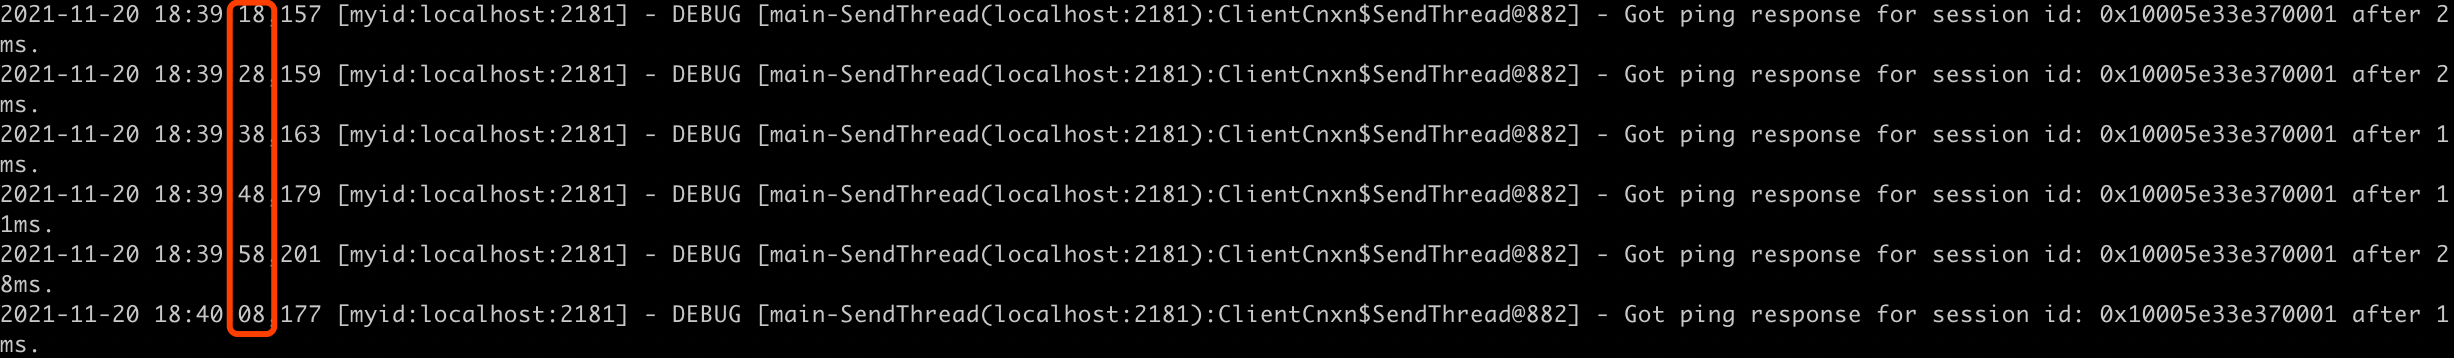 2021-11-20 18:39:18,157 [myid:localhost:2181] - DEBUG [main-SendThread(localhost:2181):ClientCnxn$SendThread@882] - Got ping response for session id: 0x10005e33e370001 after 2
ms.
2021-11-20 18:39:28,159 [myid:localhost:2181] - DEBUG [main-SendThread(localhost:2181):ClientCnxn$SendThread@882] - Got ping response for session id: 0x10005e33e370001 after 2
ms.
2021-11-20 18:39:38,163 [myid:localhost:2181] - DEBUG [main-SendThread(localhost:2181):ClientCnxn$SendThread@882] - Got ping response for session id: 0x10005e33e370001 after 1
ms.
2021-11-20 18:39:48,179 [myid:localhost:2181] - DEBUG [main-SendThread(localhost:2181):ClientCnxn$SendThread@882] - Got ping response for session id: 0x10005e33e370001 after 1
1ms.
2021-11-20 18:39:58,201 [myid:localhost:2181] - DEBUG [main-SendThread(localhost:2181):ClientCnxn$SendThread@882] - Got ping response for session id: 0x10005e33e370001 after 2
8ms.
2021-11-20 18:40:08,177 [myid:localhost:2181] - DEBUG [main-SendThread(localhost:2181):ClientCnxn$SendThread@882] - Got ping response for session id: 0x10005e33e370001 after 1
ms.